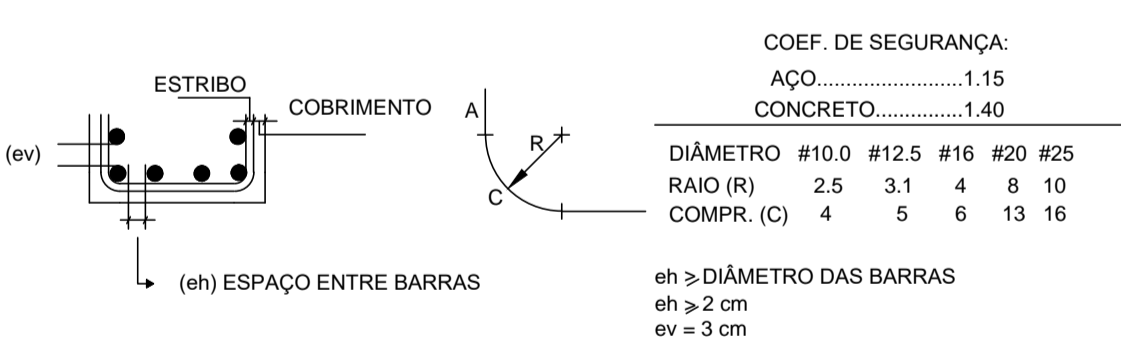 ESTRIBO
COBRIMENTO
(ev)
(eh) ESPAÇO ENTRE BARRAS
A
R
C
COEF. DE SEGURANÇA:
AÇO.........................1.15
CONCRETO...............1.40
DIÂMETRO #10.0 #12.5 #16 #20 #25
RAIO (R) 2.5 3.1 4 8 10
COMPR. (C) 4 5 6 13 16
eh ⩾ DIÂMETRO DAS BARRAS
eh ⩾ 2 cm
ev = 3 cm